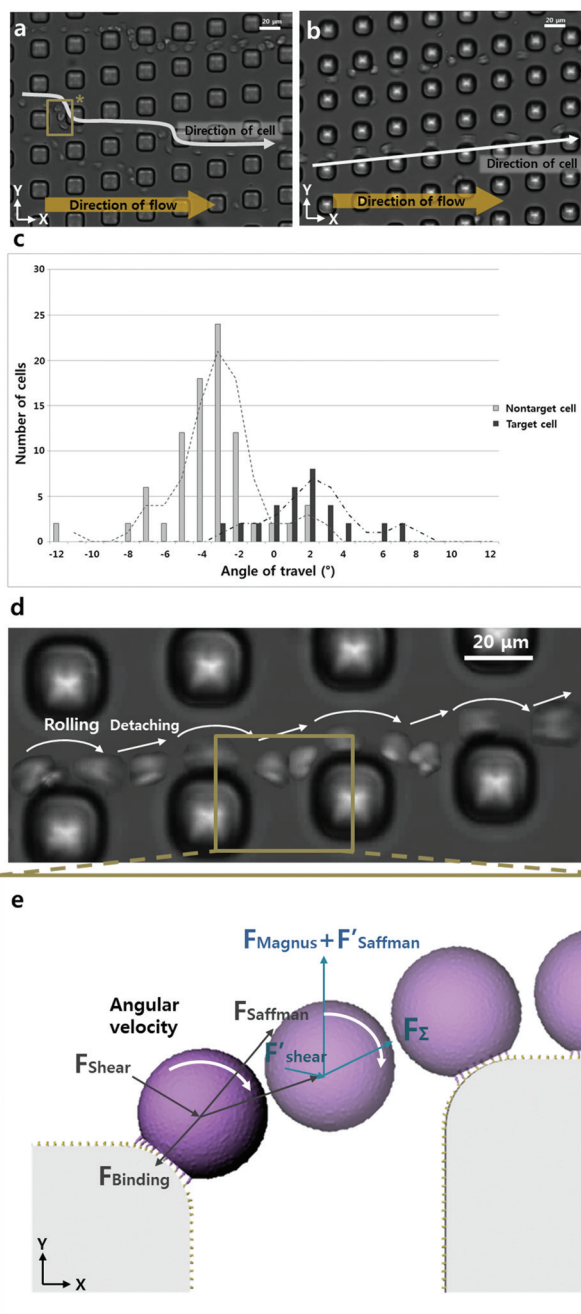 a
20 μm
*
Direction of cell
Y
X
Direction of flow
b
20 μm
Direction of cell
Y
X
Direction of flow
c
30
25
20
15
10
5
0
Number of cells
-12 -10 -8 -6 -4 -2 0 2 4 6 8 10 12
Angle of travel (°)
Nontarget cell
Target cell
d
20 μm
Rolling
Detaching
e
FMagnus + F'Saffman
Angular
velocity
FSaffman
FShear
F'shear
FΣ
FBinding
Y
X